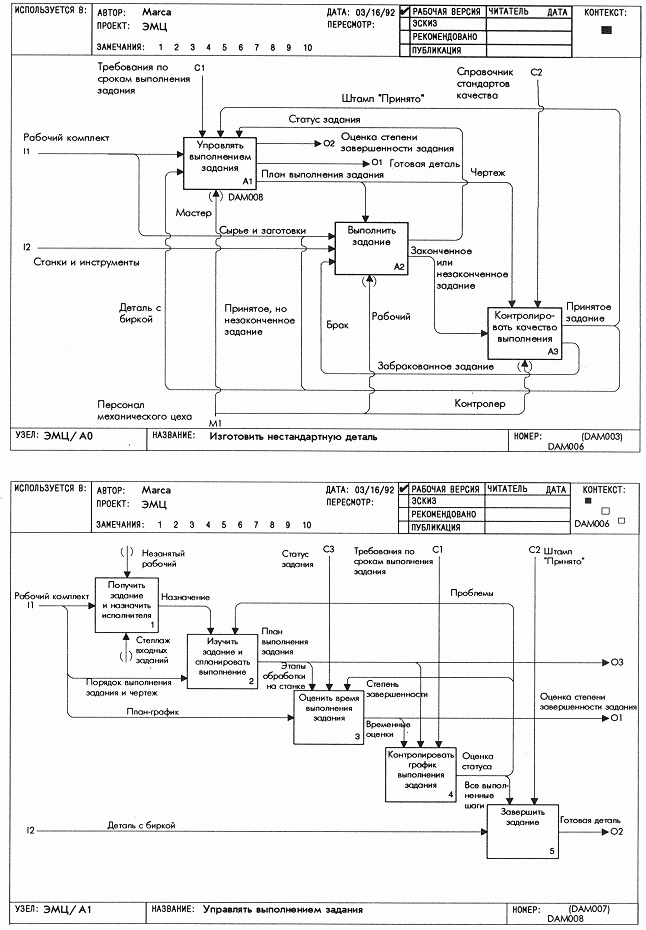 ИСПОЛЬЗУЕТСЯ В:
АВТОР: Marca
ДАТА: 03/16/92
РАБОЧАЯ ВЕРСИЯ
ЧИТАТЕЛЬ
ДАТА
КОНТЕКСТ:
ПРОЕКТ: ЭМЦ
ПЕРЕСМОТР:
ЭСКИЗ
РЕКОМЕНДОВАНО
ЗАМЕЧАНИЯ: 1 2 3 4 5 6 7 8 9 10
ПУБЛИКАЦИЯ
Требования по
срокам выполнения
задания
C1
Справочник
стандартов
качества
C2
Штамп "Принято"
Статус задания
Рабочий комплект
I1
Управлять
выполнением
задания
A1
O2
Оценка степени
завершенности задания
O1
Готовая деталь
План выполнения задания
Чертеж
DAM008
Мастер
Сырье и заготовки
Выполнить
задание
A2
I2
Станки и инструменты
Законченное
или
незаконченное
задание
Деталь с
биркой
Принятое, но
незаконченное
задание
Брак
Рабочий
Контролиро-
вать качество
выполнения
A3
Принятое
задание
Забракованное задание
Персонал
механического цеха
M1
Контролер
УЗЕЛ: ЭМЦ/ A0
НАЗВАНИЕ: Изготовить нестандартную деталь
НОМЕР: (DAM003)
DAM006
ИСПОЛЬЗУЕТСЯ В:
АВТОР: Marca
ДАТА: 03/16/92
РАБОЧАЯ ВЕРСИЯ
ЧИТАТЕЛЬ
ДАТА
КОНТЕКСТ:
ПРОЕКТ: ЭМЦ
ПЕРЕСМОТР:
ЭСКИЗ
РЕКОМЕНДОВАНО
DAM006
ЗАМЕЧАНИЯ: 1 2 3 4 5 6 7 8 9 10
ПУБЛИКАЦИЯ
Незанятый
рабочий
Статус
задания
C3
Требования по
срокам выполнения
задания
C1
C2
Штамп
"Принято"
Рабочий комплект
I1
Получить
задание
и назначить
исполнителя
1
Назначение
Проблемы
Стеллаж
входных
заданий
Изучить
задание и
спланировать
выполнение
2
План
выполнения
задания
O3
Порядок выполнения
задания и чертеж
Этапы
обработки
на станке
Степень
завершенности
Оценка степени
завершенности задания
O1
План-график
Оценить время
выполнения
задания
3
Временные
оценки
Контролировать
график
выполнения
задания
4
Оценка
статуса
Все выпол-
ненные
шаги
I2
Деталь с биркой
Завершить
задание
5
Готовая деталь
O2
УЗЕЛ: ЭМЦ/ A1
НАЗВАНИЕ: Управлять выполнением задания
НОМЕР: (DAM007)
DAM008